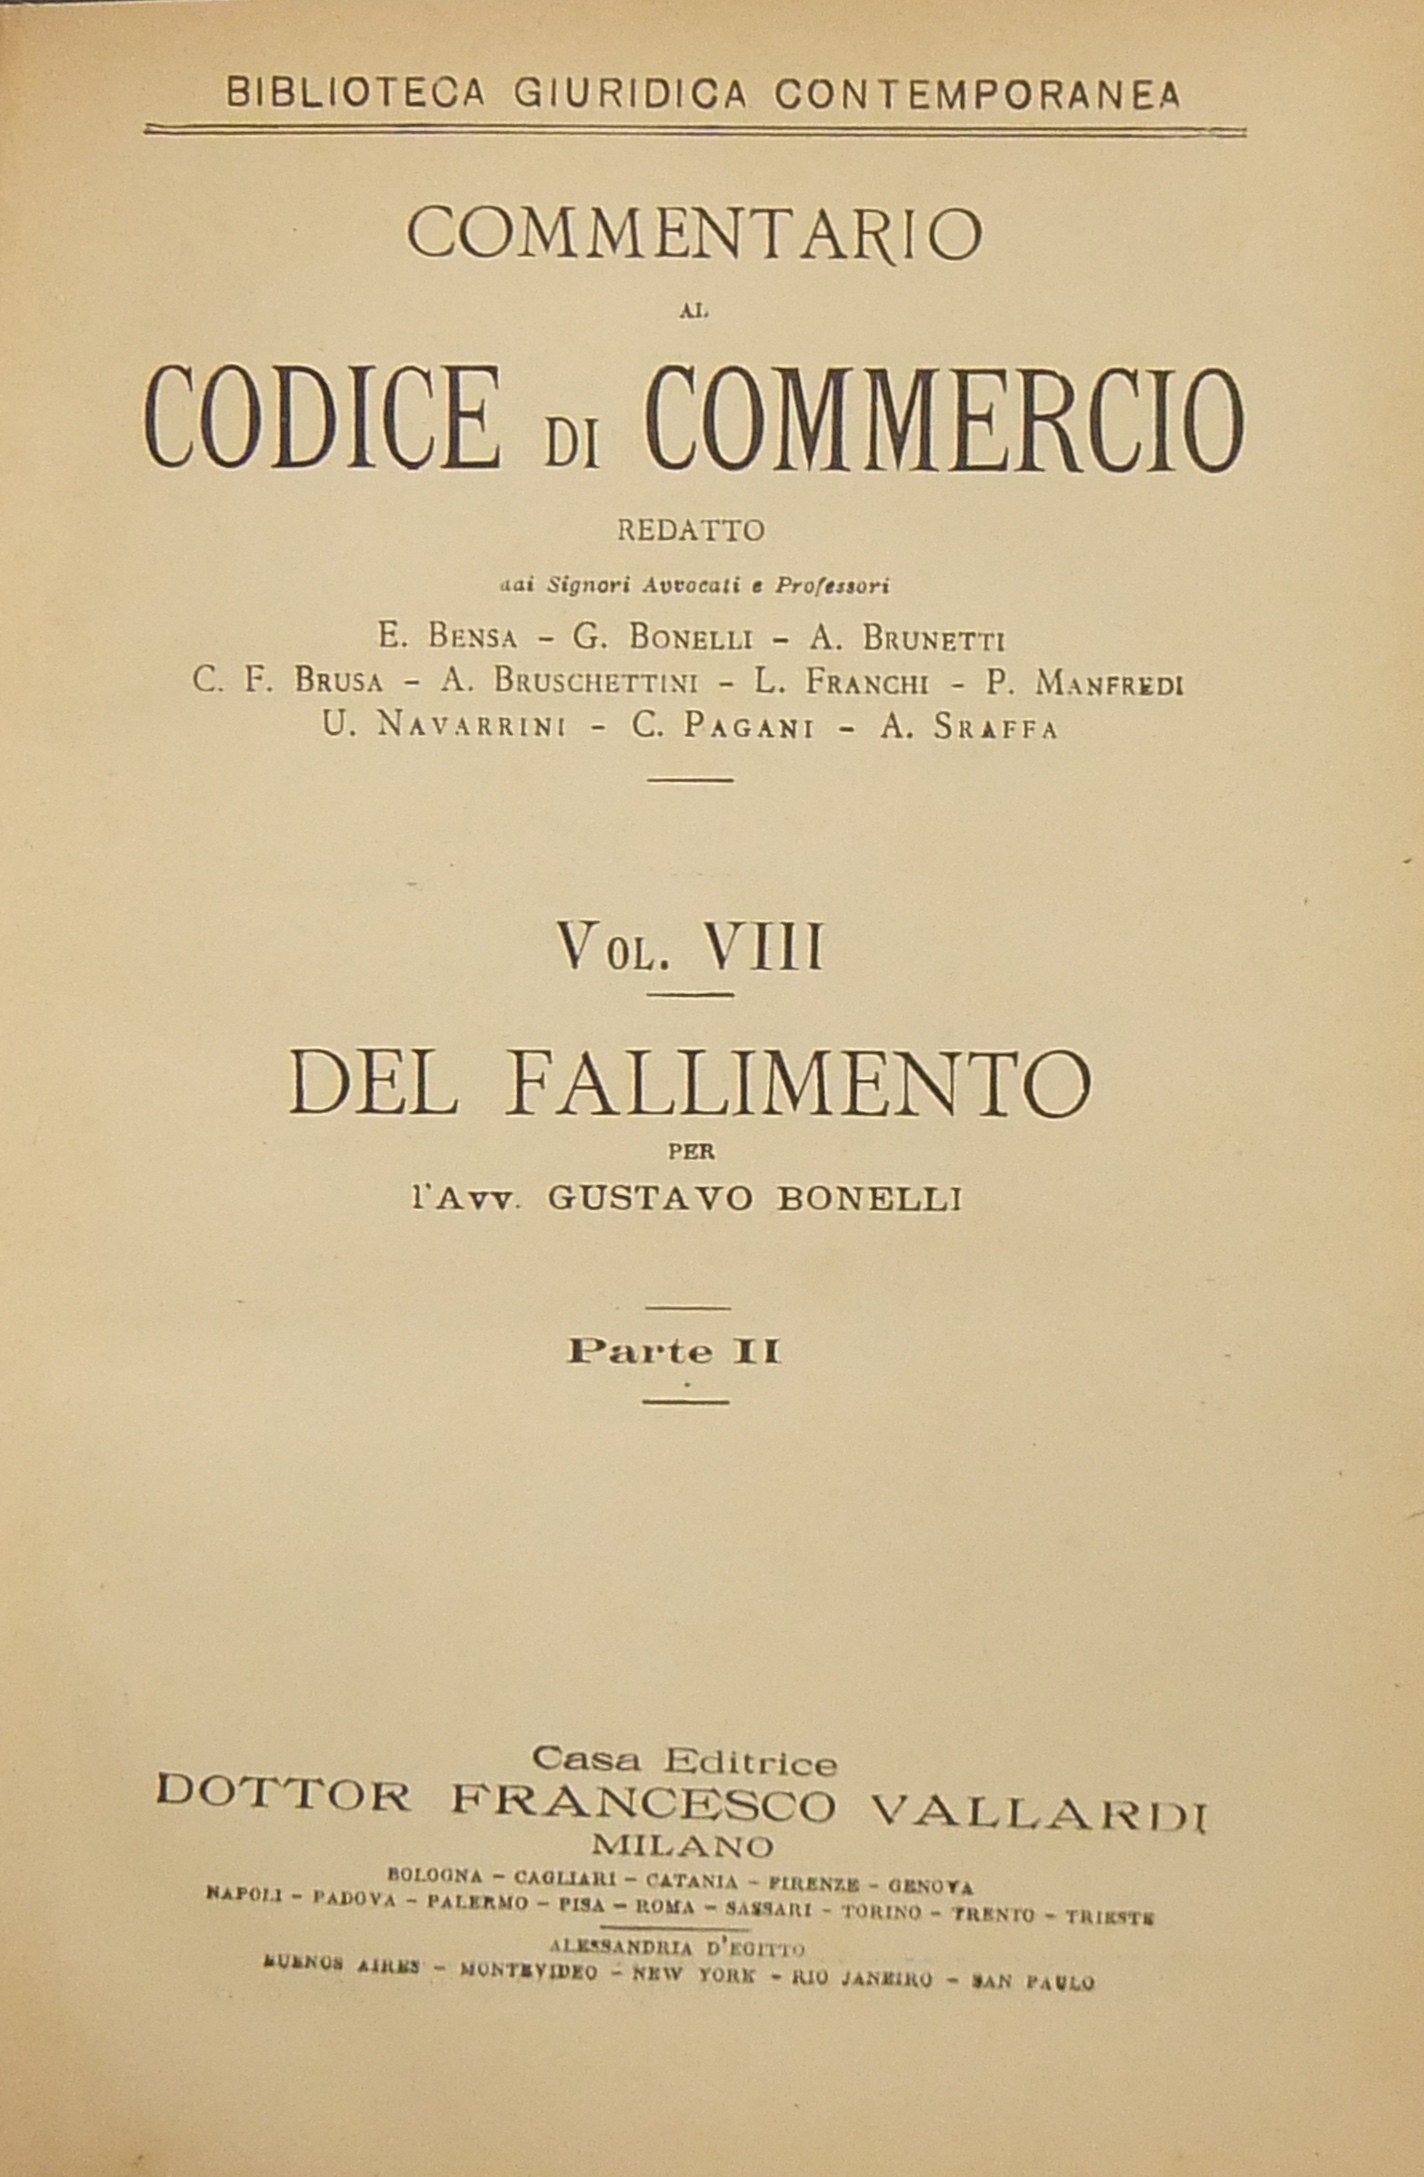 BIBLIOTECA GIURIDICA CONTEMPORANEA
COMMENTARIO
AL
CODICE DI COMMERCIO
REDATTO
dai Signori Avvocati e Professori
E. BENSA - G. BONELLI - A. BRUNETTI
C. F. BRUSA - A. BRUSCHETTINI - L. FRANCHI - P. MANFREDI
U. NAVARRINI - C. PAGANI - A. SRAFFA
VOL. VIII
DEL FALLIMENTO
PER
l'AVV. GUSTAVO BONELLI
Parte II
Casa Editrice
DOTTOR FRANCESCO VALLARDI
MILANO
BOLOGNA - CAGLIARI - CATANIA - FIRENZE - GENOVA
NAPOLI - PADOVA - PALERMO - PISA - ROMA - SASSARI - TORINO - TRENTO - TRIESTE
ALESSANDRIA D'EGITTO
BUENOS AIRES - MONTEVIDEO - NEW YORK - RIO JANEIRO - SAN PAULO